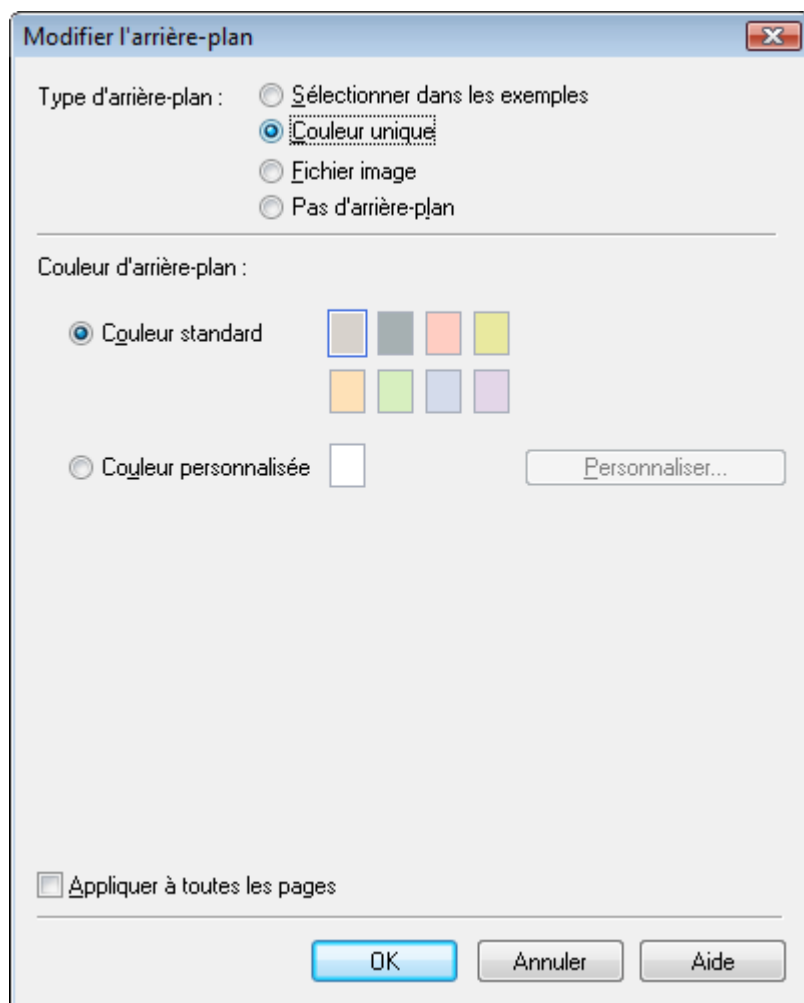 Modifier l'arrière-plan
Type d'arrière-plan :
Sélectionner dans les exemples
Couleur unique
Fichier image
Pas d'arrière-plan
Couleur d'arrière-plan :
Couleur standard
Couleur personnalisée
Personnaliser...
Appliquer à toutes les pages
OK
Annuler
Aide